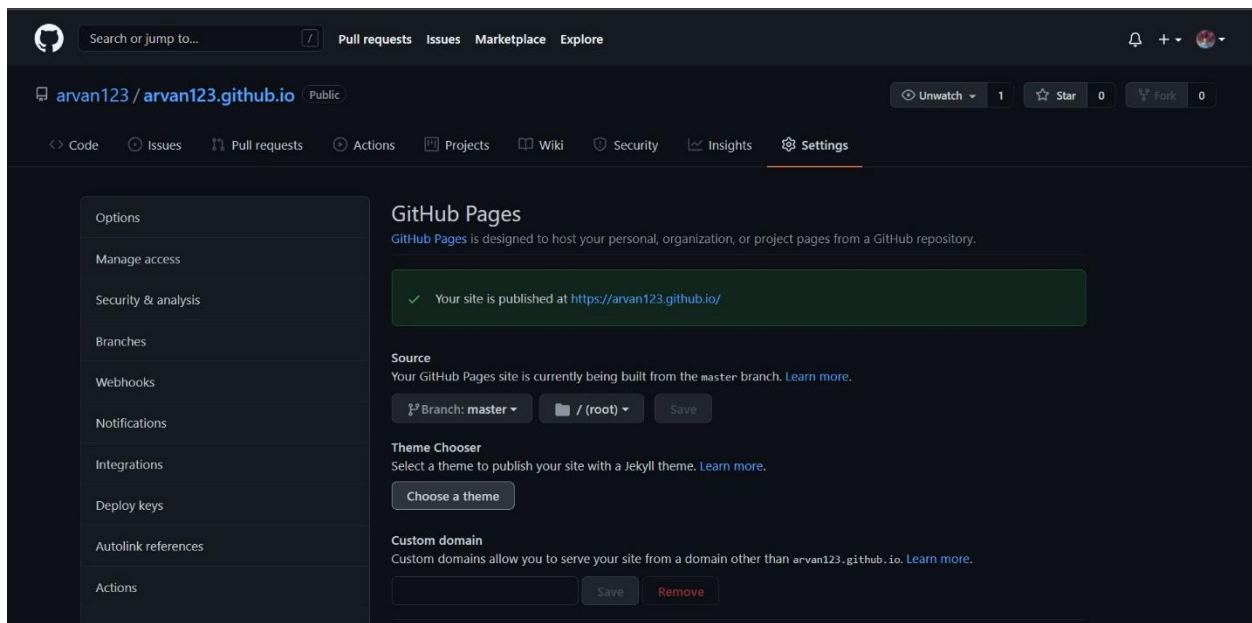 Search or jump to... / Pull requests Issues Marketplace Explore
arvan123 / arvan123.github.io Public Unwatch 1 Star 0 Fork 0
Code Issues Pull requests Actions Projects Wiki Security Insights Settings
Options
Manage access
Security & analysis
Branches
Webhooks
Notifications
Integrations
Deploy keys
Autolink references
Actions
GitHub Pages
GitHub Pages is designed to host your personal, organization, or project pages from a GitHub repository.
Your site is published at https://arvan123.github.io/
Source
Your GitHub Pages site is currently being built from the master branch. Learn more.
Branch: master / (root) Save
Theme Chooser
Select a theme to publish your site with a Jekyll theme. Learn more.
Choose a theme
Custom domain
Custom domains allow you to serve your site from a domain other than arvan123.github.io. Learn more.
Save Remove